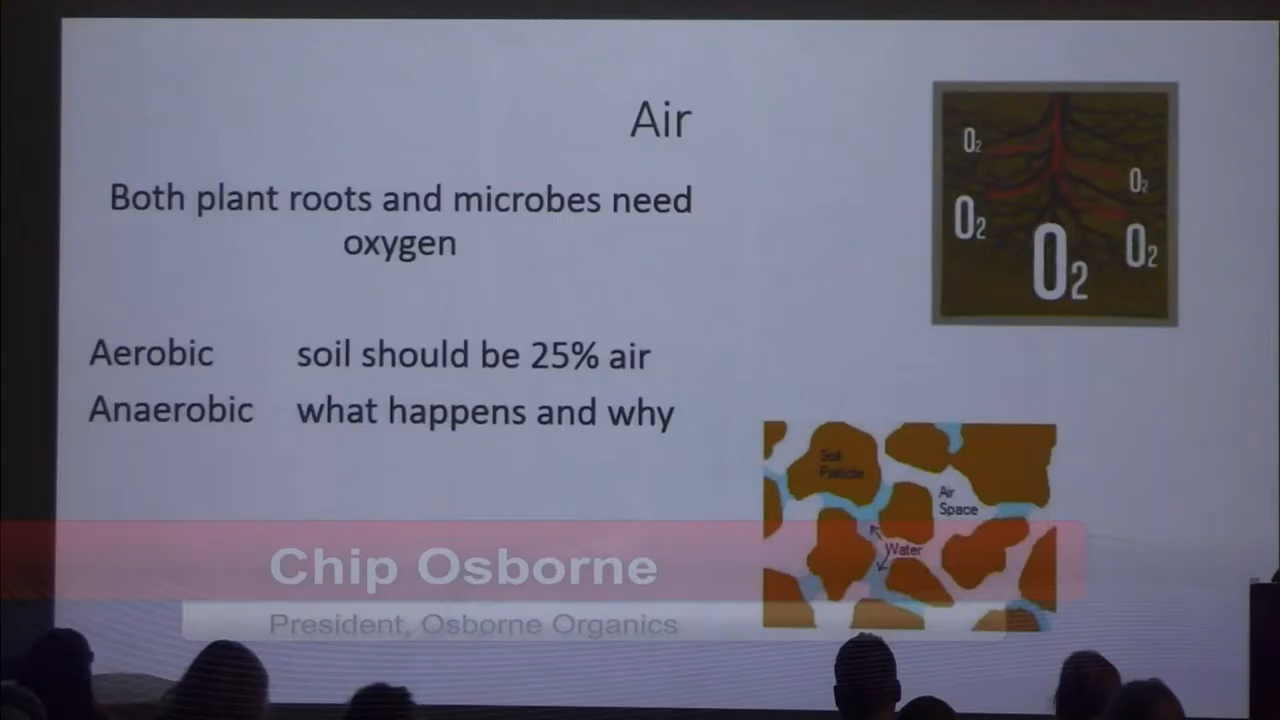 Air
Both plant roots and microbes need
oxygen
O2
O2
O2
O2
O2
Aerobic soil should be 25% air
Anaerobic what happens and why
Soil
Particle
Air
Space
Water
Chip Osborne
President, Osborne Organics